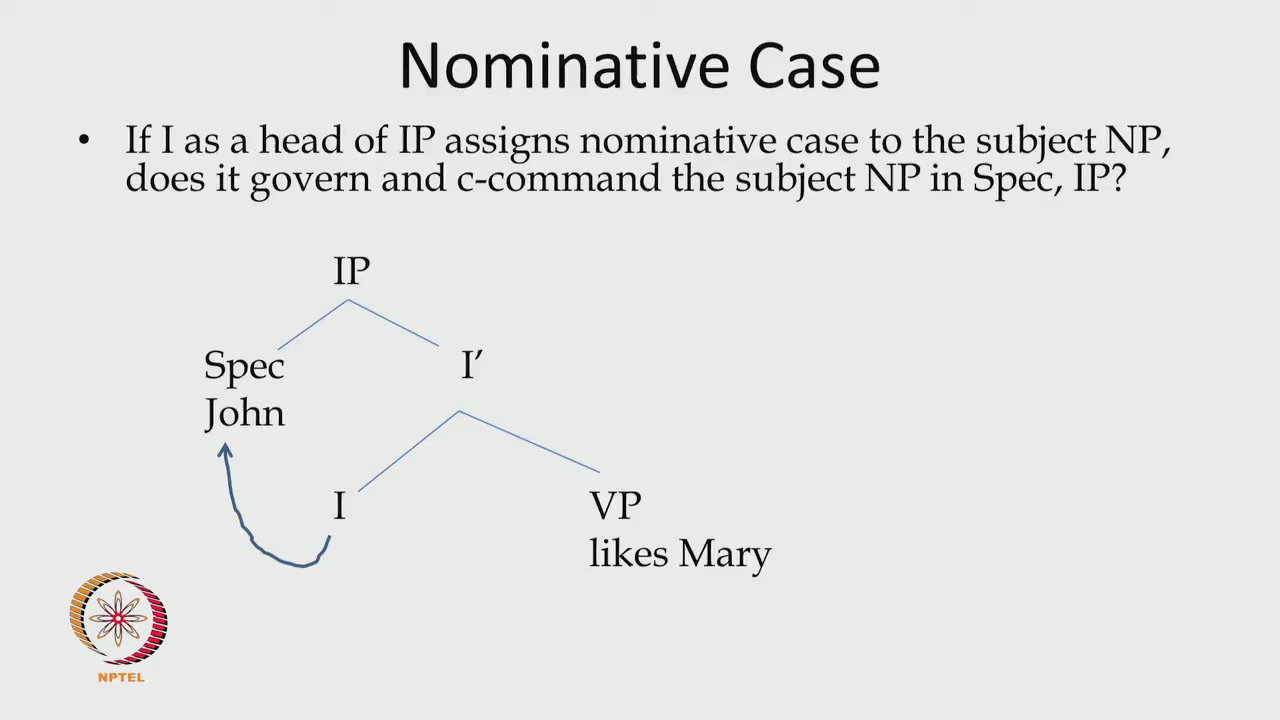 Nominative Case
• If I as a head of IP assigns nominative case to the subject NP,
does it govern and c-command the subject NP in Spec, IP?
IP
Spec I’
John
I VP
likes Mary
NPTEL